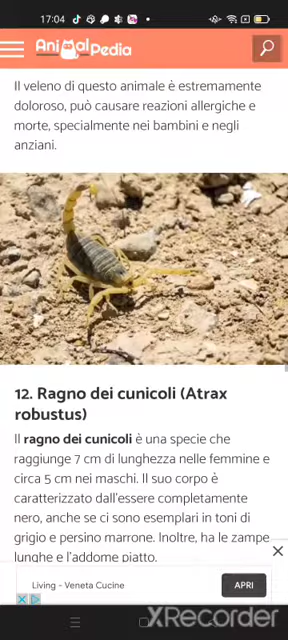 17:04
AnimalPedia
Il veleno di questo animale è estremamente
doloroso, può causare reazioni allergiche e
morte, specialmente nei bambini e negli
anziani.
12. Ragno dei cunicoli (Atrax
robustus)
Il ragno dei cunicoli è una specie che
raggiunge 7 cm di lunghezza nelle femmine e
circa 5 cm nei maschi. Il suo corpo è
caratterizzato dall'essere completamente
nero, anche se ci sono esemplari in toni di
grigio e persino marrone. Inoltre, ha le zampe
lunghe e l'addome piatto.
Living - Veneta Cucine
APRI
XRecorder